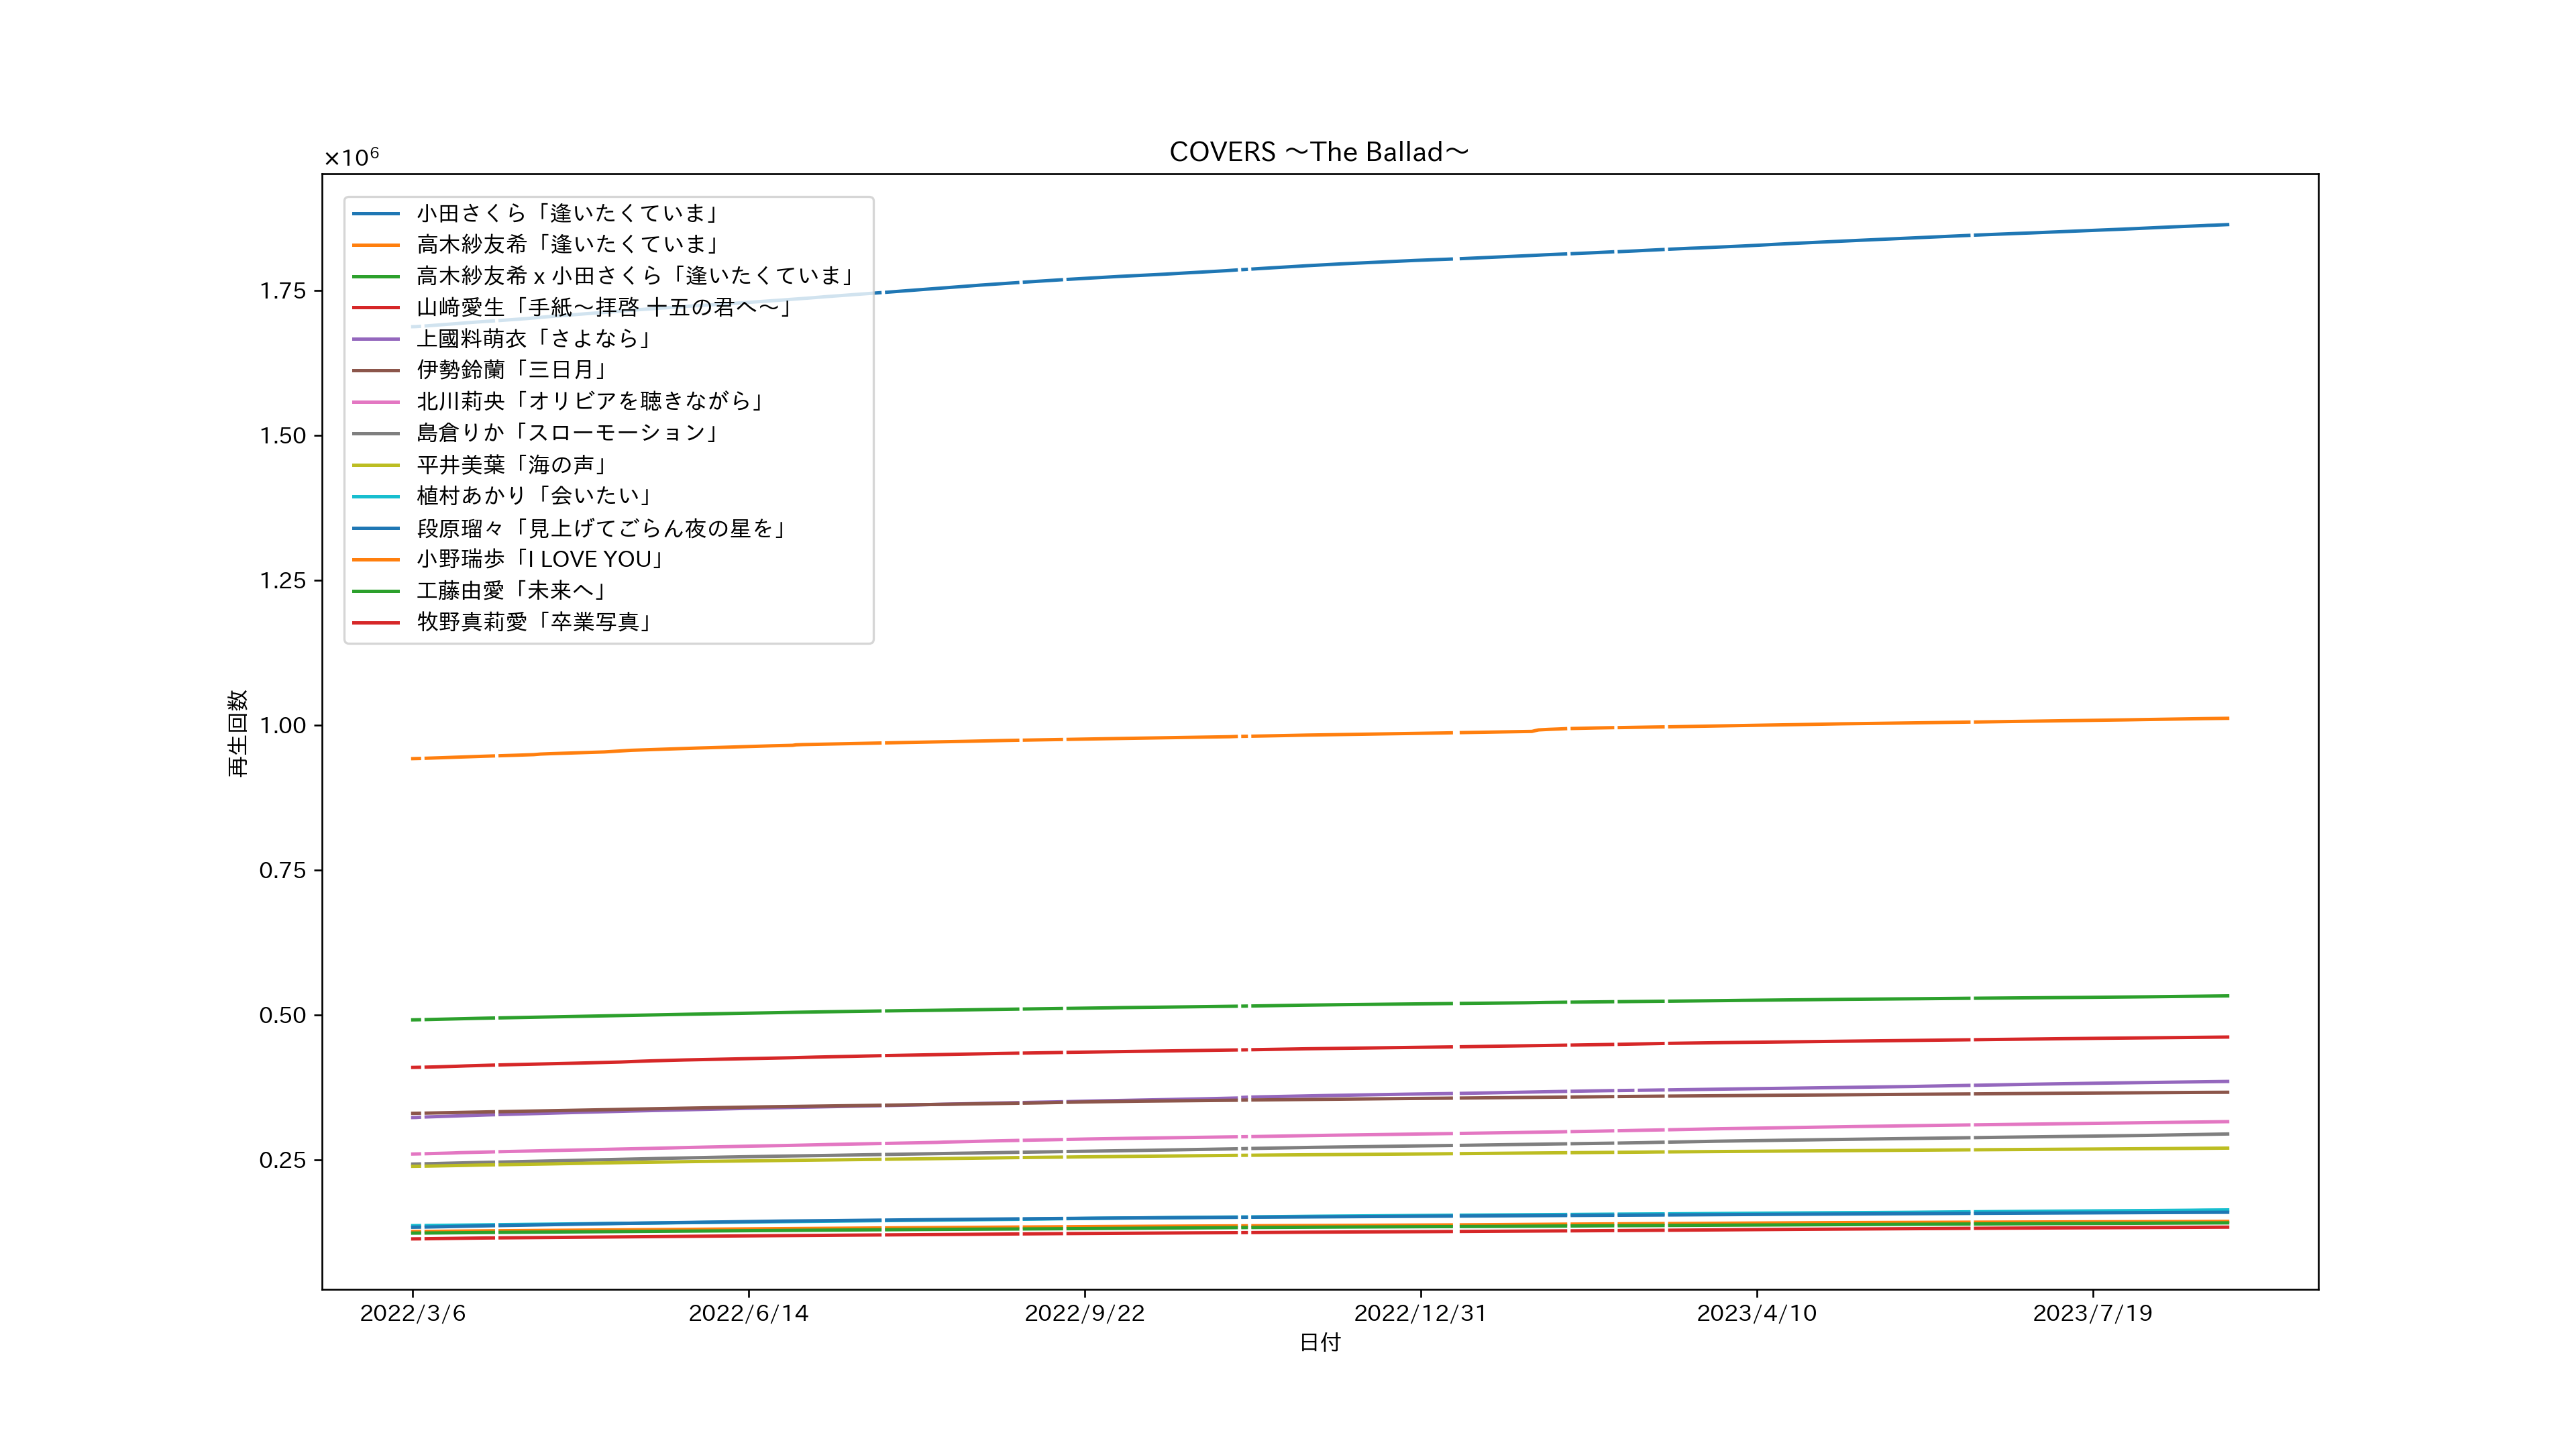 COVERS ～The Ballad～
×10⁶
1.75
1.50
1.25
1.00
0.75
0.50
0.25
再生回数
小田さくら「逢いたくていま」
高木紗友希「逢いたくていま」
高木紗友希 x 小田さくら「逢いたくていま」
山﨑愛生「手紙～拝啓 十五の君へ～」
上國料萌衣「さよなら」
伊勢鈴蘭「三日月」
北川莉央「オリビアを聴きながら」
島倉りか「スローモーション」
平井美葉「海の声」
植村あかり「会いたい」
段原瑠々「見上げてごらん夜の星を」
小野瑞歩「I LOVE YOU」
工藤由愛「未来へ」
牧野真莉愛「卒業写真」
2022/3/6
2022/6/14
2022/9/22
2022/12/31
2023/4/10
2023/7/19
日付